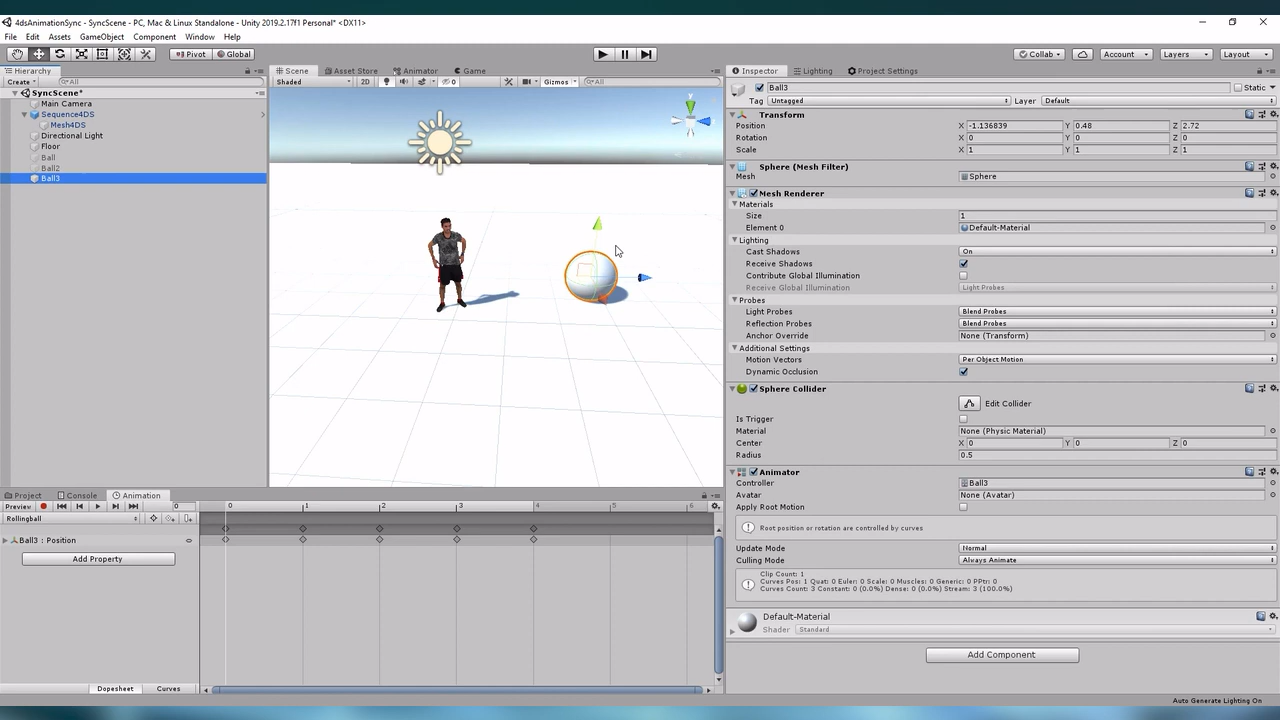 4dsAnimationSync - SyncScene - PC, Mac & Linux Standalone - Unity 2019.2.17f1 Personal* <DX11>
File Edit Assets GameObject Component Window Help
Pivot Global Collab Account Layers Layout
Hierarchy
Create All
SyncScene*
Main Camera
Sequence4DS
Mesh4DS
Directional Light
Floor
Ball
Ball2
Ball3
Scene Asset Store Animator Game
Shaded 2D 0 Gizmos All
y
Inspector Lighting Project Settings
Ball3 Static
Tag Untagged Layer Default
Transform
Position X -1.136839 Y 0.48 Z 2.72
Rotation X 0 Y 0 Z 0
Scale X 1 Y 1 Z 1
Sphere (Mesh Filter)
Mesh Sphere
Mesh Renderer
Materials
Size 1
Element 0 Default-Material
Lighting
Cast Shadows On
Receive Shadows
Contribute Global Illumination
Receive Global Illumination Light Probes
Probes
Light Probes Blend Probes
Reflection Probes Blend Probes
Anchor Override None (Transform)
Additional Settings
Motion Vectors Per Object Motion
Dynamic Occlusion
Sphere Collider
Edit Collider
Is Trigger
Material None (Physic Material)
Center X 0 Y 0 Z 0
Radius 0.5
Animator
Controller Ball3
Avatar None (Avatar)
Apply Root Motion
Root position or rotation are controlled by curves
Update Mode Normal
Culling Mode Always Animate
Clip Count: 1
Curves Pos: 1 Quat: 0 Euler: 0 Scale: 0 Muscles: 0 Generic: 0 PPtr: 0
Curves Count: 3 Constant: 0 (0.0%) Dense: 0 (0.0%) Stream: 3 (100.0%)
Default-Material
Shader Standard
Add Component
Project Console Animation
Preview 0 0 1 2 3 4 5 6
Rollingball
Ball3 : Position
Add Property
Dopesheet Curves
Auto Generate Lighting On